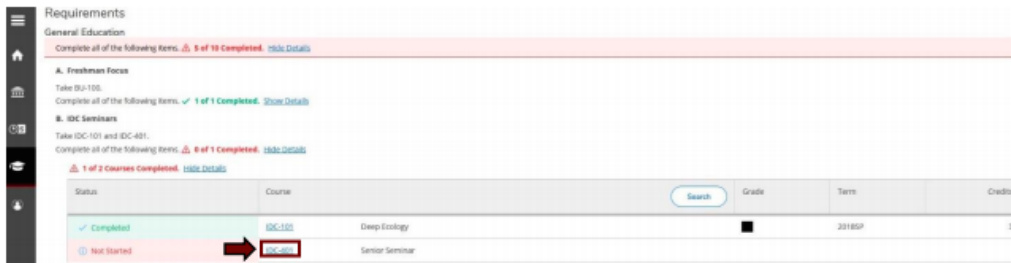 Requirements
General Education
Complete all of the following items. ⚠ 5 of 10 Completed. Hide Details
A. Freshman Focus
Take BU-100.
Complete all of the following items. ✓ 1 of 1 Completed. Show Details
B. IDC Seminars
Take IDC-101 and IDC-401.
Complete all of the following items. ⚠ 0 of 1 Completed. Hide Details
⚠ 1 of 2 Courses Completed. Hide Details
Status Course Search Grade Term Credits
✓ Completed IDC-101 Deep Ecology 2018SP
Not Started IDC-401 Senior Seminar